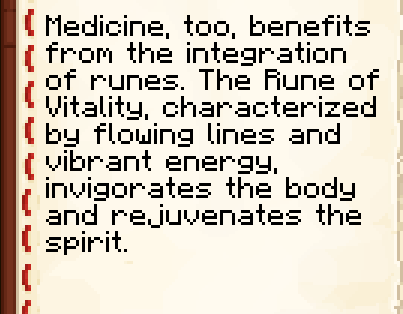 Medicine, too, benefits
from the integration
of runes. The Rune of
Vitality, characterized
by flowing lines and
vibrant energy,
invigorates the body
and rejuvenates the
spirit.